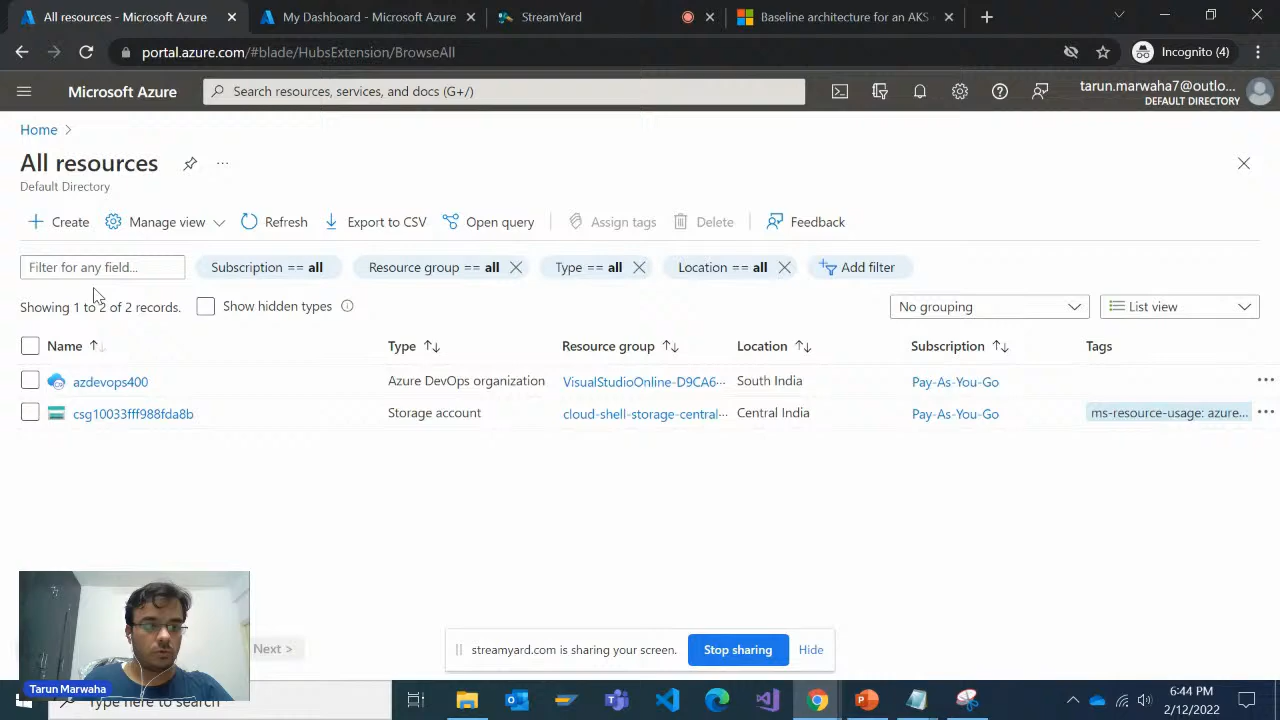 All resources - Microsoft Azure
My Dashboard - Microsoft Azure
StreamYard
Baseline architecture for an AKS
portal.azure.com/#blade/HubsExtension/BrowseAll
Incognito (4)
Microsoft Azure
Search resources, services, and docs (G+/)
tarun.marwaha7@outlo...
DEFAULT DIRECTORY
Home >
All resources
...
Default Directory
Create
Manage view
Refresh
Export to CSV
Open query
Assign tags
Delete
Feedback
Filter for any field...
Subscription == all
Resource group == all
Type == all
Location == all
Add filter
Showing 1 to 2 of 2 records.
Show hidden types
No grouping
List view
Name
Type
Resource group
Location
Subscription
Tags
azdevops400
Azure DevOps organization
VisualStudioOnline-D9CA6...
South India
Pay-As-You-Go
csg10033fff988fda8b
Storage account
cloud-shell-storage-central...
Central India
Pay-As-You-Go
ms-resource-usage: azure...
Next >
streamyard.com is sharing your screen.
Stop sharing
Hide
Tarun Marwaha
Type here to search
6:44 PM
2/12/2022